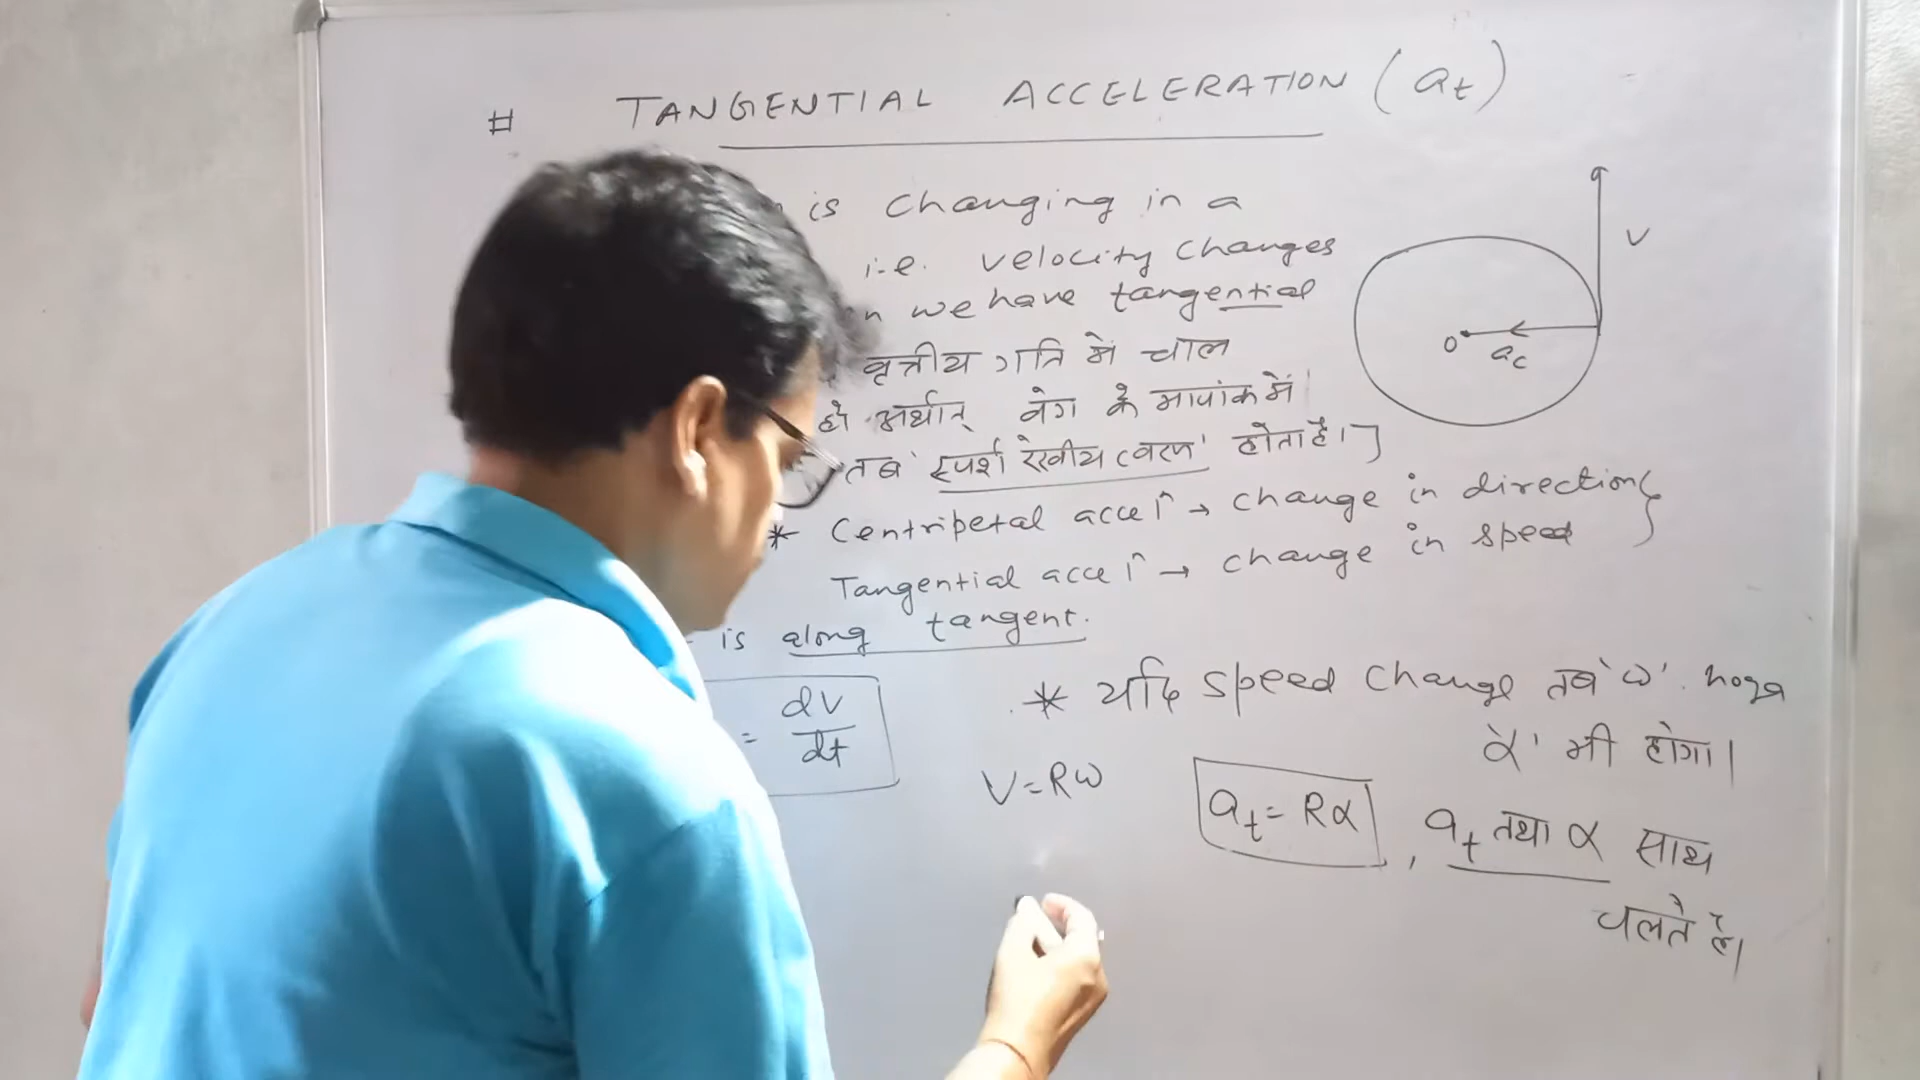 # TANGENTIAL ACCELERATION (at)
is changing in a
i.e. velocity changes
we have tangential
वृत्तीय गति में चाल
हो अर्थात् वेग के मापांक में
तब 'स्पर्श रेखीय त्वरण' होता है।]
* Centripetal acceln → change in direction }
Tangential acceln → change in speed
is along tangent.
= dv/dt
* यदि speed change तब 'ω'
'α' भी होगा।
V=Rω
at = Rα , at तथा α साथ
चलते है।
V
O
ac